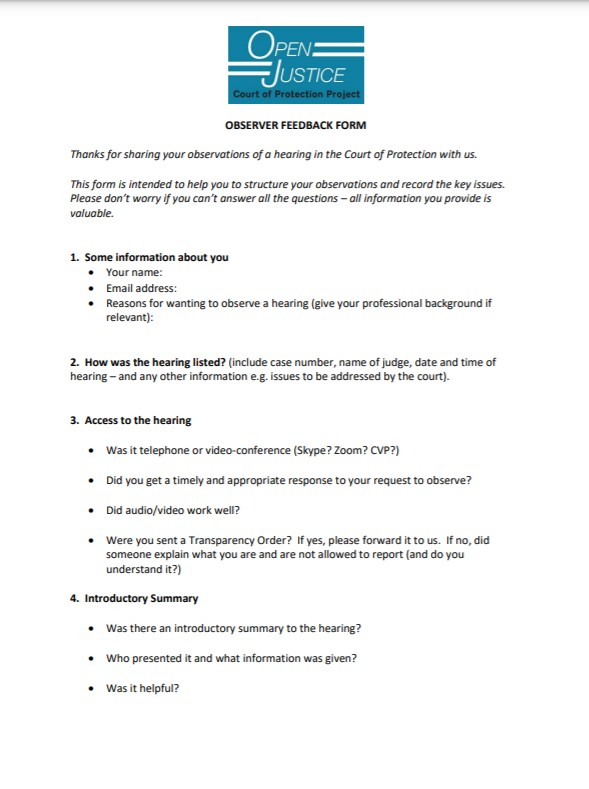 OPEN
JUSTICE
Court of Protection Project
OBSERVER FEEDBACK FORM
Thanks for sharing your observations of a hearing in the Court of Protection with us.
This form is intended to help you to structure your observations and record the key issues.
Please don't worry if you can't answer all the questions – all information you provide is
valuable.
1. Some information about you
• Your name:
• Email address:
• Reasons for wanting to observe a hearing (give your professional background if
relevant):
2. How was the hearing listed? (include case number, name of judge, date and time of
hearing – and any other information e.g. issues to be addressed by the court).
3. Access to the hearing
• Was it telephone or video-conference (Skype? Zoom? CVP?)
• Did you get a timely and appropriate response to your request to observe?
• Did audio/video work well?
• Were you sent a Transparency Order? If yes, please forward it to us. If no, did
someone explain what you are and are not allowed to report (and do you
understand it?)
4. Introductory Summary
• Was there an introductory summary to the hearing?
• Who presented it and what information was given?
• Was it helpful?